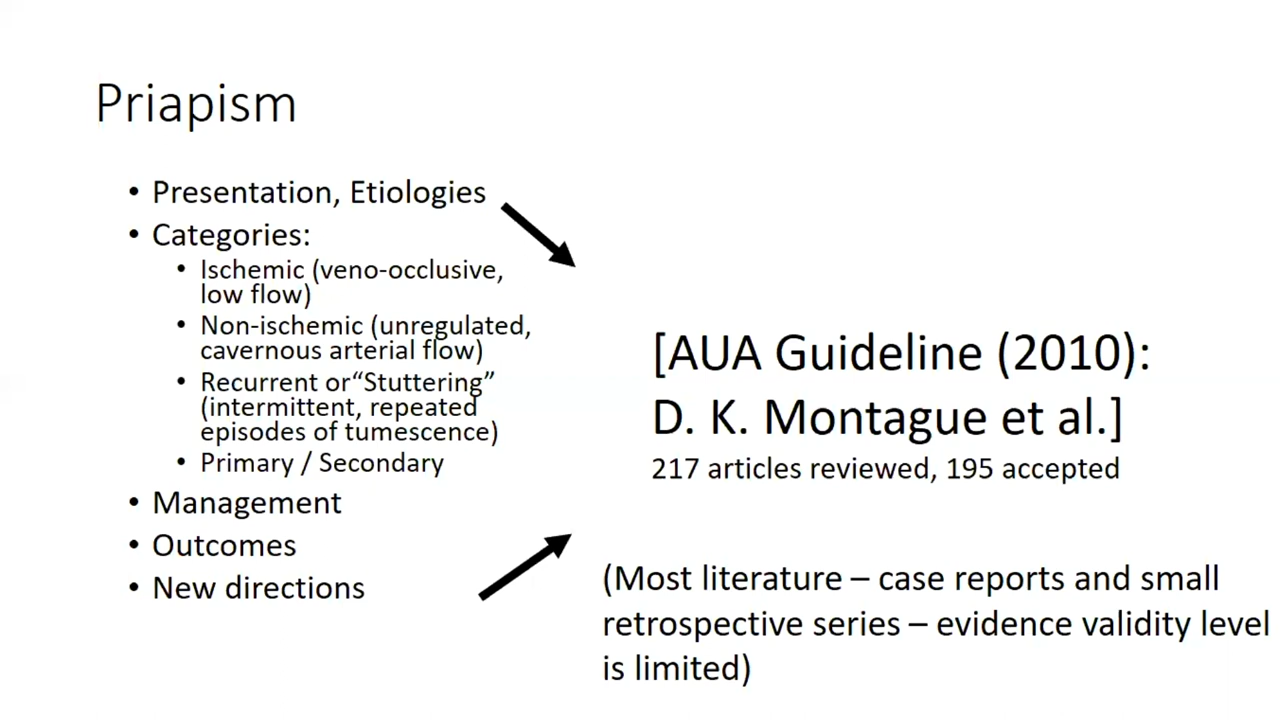 Priapism
• Presentation, Etiologies
• Categories:
• Ischemic (veno-occlusive,
low flow)
• Non-ischemic (unregulated,
cavernous arterial flow)
• Recurrent or“Stuttering”
(intermittent, repeated
episodes of tumescence)
• Primary / Secondary
• Management
• Outcomes
• New directions
[AUA Guideline (2010):
D. K. Montague et al.]
217 articles reviewed, 195 accepted
(Most literature – case reports and small
retrospective series – evidence validity level
is limited)